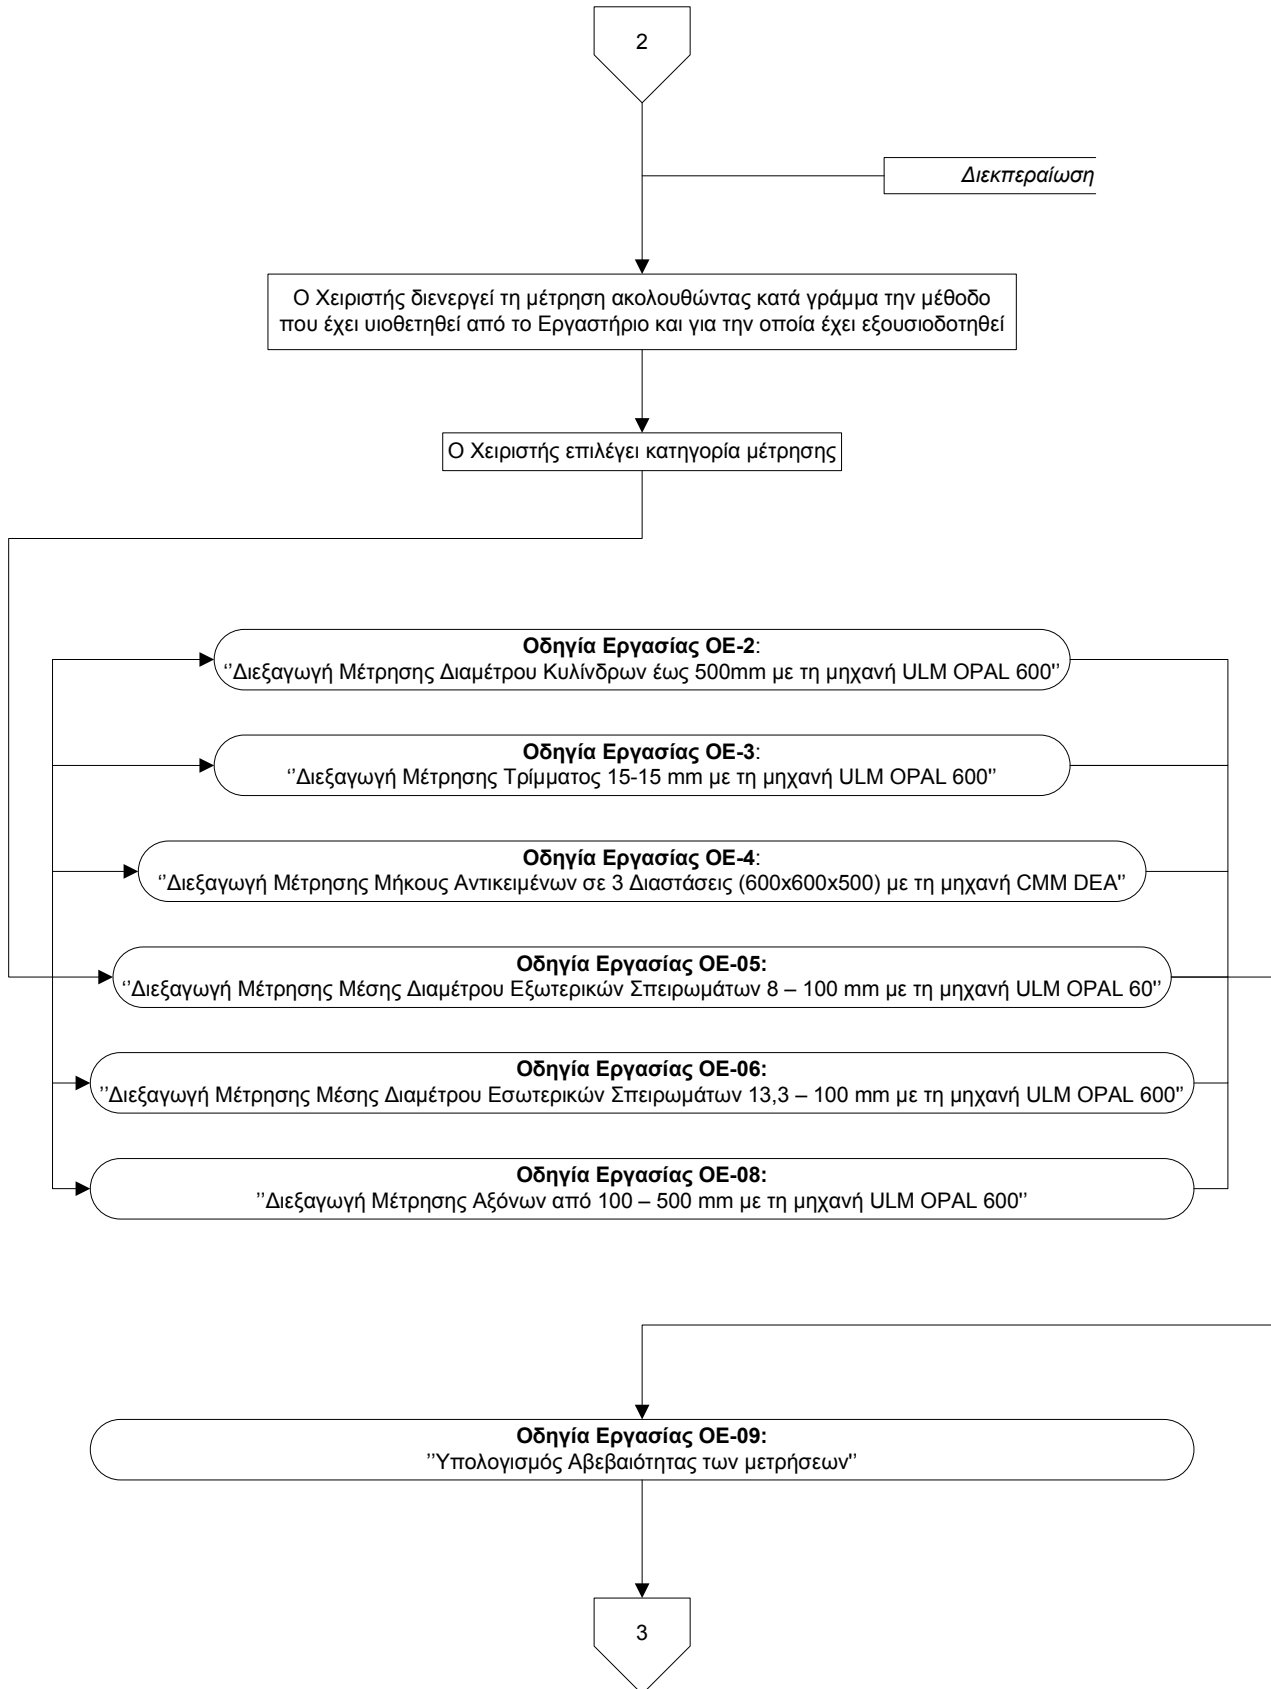 2
Διεκπεραίωση
Ο Χειριστής διενεργεί τη μέτρηση ακολουθώντας κατά γράμμα την μέθοδο
που έχει υιοθετηθεί από το Εργαστήριο και για την οποία έχει εξουσιοδοτηθεί
Ο Χειριστής επιλέγει κατηγορία μέτρησης
Οδηγία Εργασίας ΟΕ-2:
‘’Διεξαγωγή Μέτρησης Διαμέτρου Κυλίνδρων έως 500mm με τη μηχανή ULM OPAL 600''
Οδηγία Εργασίας ΟΕ-3:
‘’Διεξαγωγή Μέτρησης Τρίμματος 15-15 mm με τη μηχανή ULM OPAL 600''
Οδηγία Εργασίας ΟΕ-4:
‘’Διεξαγωγή Μέτρησης Μήκους Αντικειμένων σε 3 Διαστάσεις (600x600x500) με τη μηχανή CMM DEA''
Οδηγία Εργασίας ΟΕ-05:
‘’Διεξαγωγή Μέτρησης Μέσης Διαμέτρου Εξωτερικών Σπειρωμάτων 8 – 100 mm με τη μηχανή ULM OPAL 60''
Οδηγία Εργασίας ΟΕ-06:
’’Διεξαγωγή Μέτρησης Μέσης Διαμέτρου Εσωτερικών Σπειρωμάτων 13,3 – 100 mm με τη μηχανή ULM OPAL 600''
Οδηγία Εργασίας ΟΕ-08:
’’Διεξαγωγή Μέτρησης Αξόνων από 100 – 500 mm με τη μηχανή ULM OPAL 600’’
Οδηγία Εργασίας ΟΕ-09:
’’Υπολογισμός Αβεβαιότητας των μετρήσεων’’
3